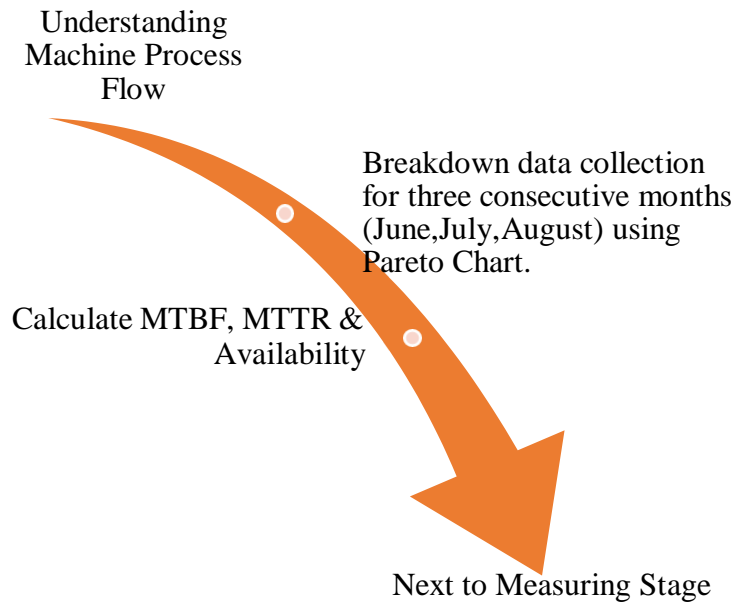 Understanding
Machine Process
Flow
Breakdown data collection
for three consecutive months
(June,July,August) using
Pareto Chart.
Calculate MTBF, MTTR &
Availability
Next to Measuring Stage